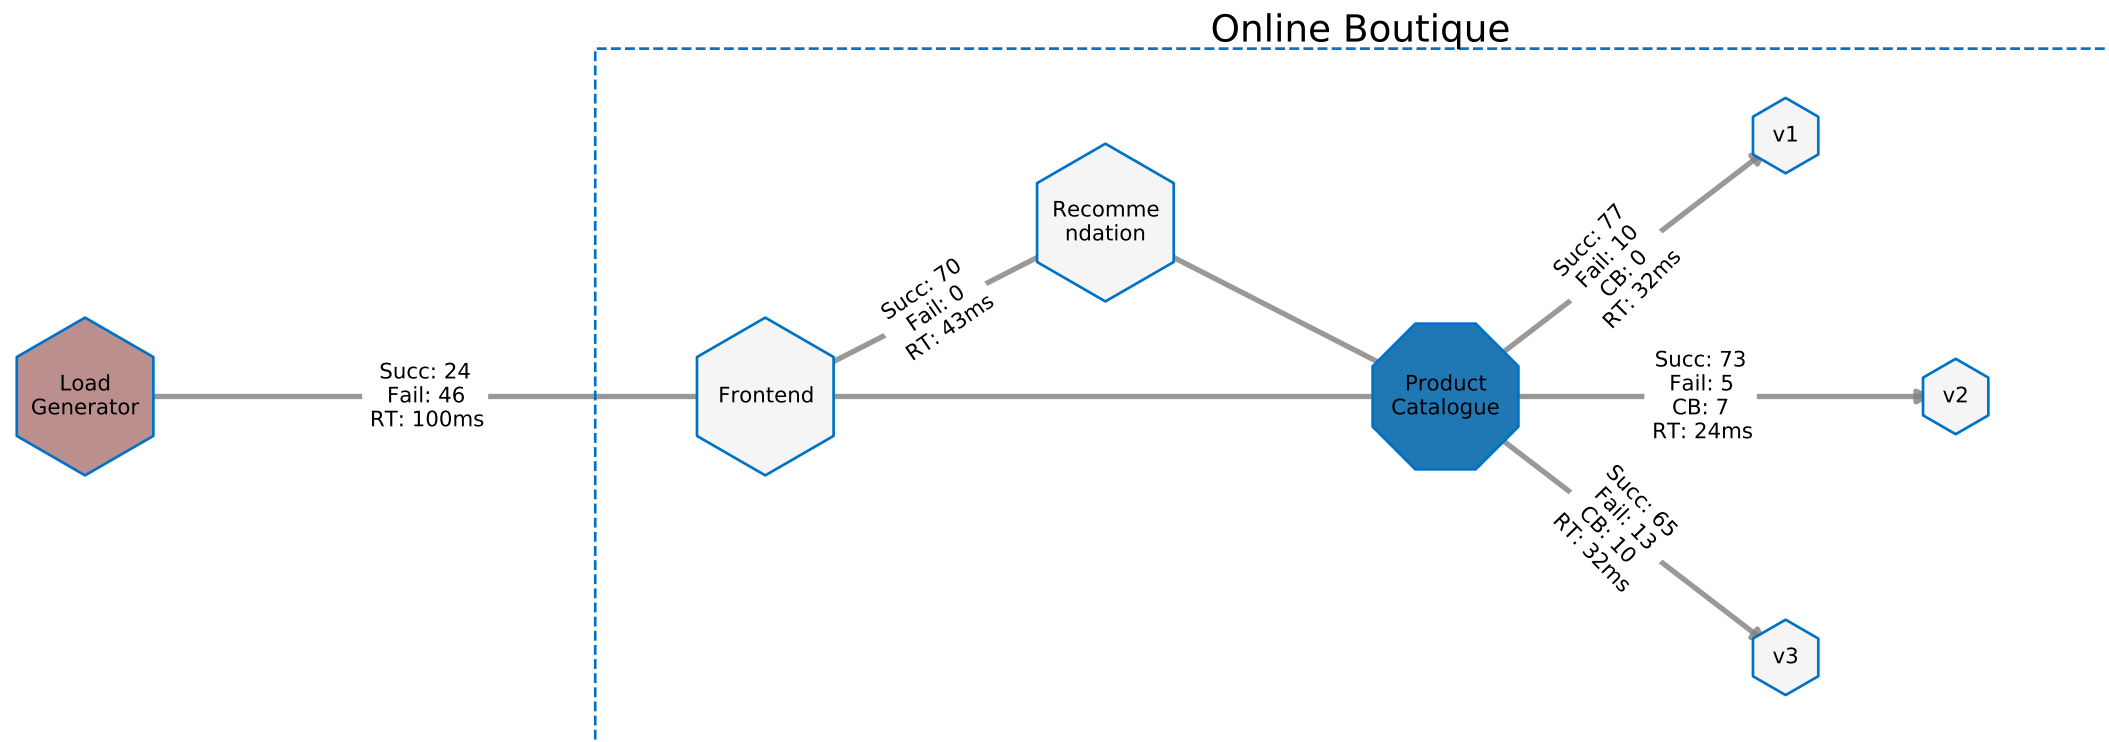 Online Boutique
Load
Generator
Succ: 24
Fail: 46
RT: 100ms
Frontend
Succ: 70
Fail: 0
RT: 43ms
Recomme
ndation
Product
Catalogue
Succ: 77
Fail: 10
CB: 0
RT: 32ms
v1
Succ: 73
Fail: 5
CB: 7
RT: 24ms
v2
Succ: 65
Fail: 13
CB: 10
RT: 32ms
v3